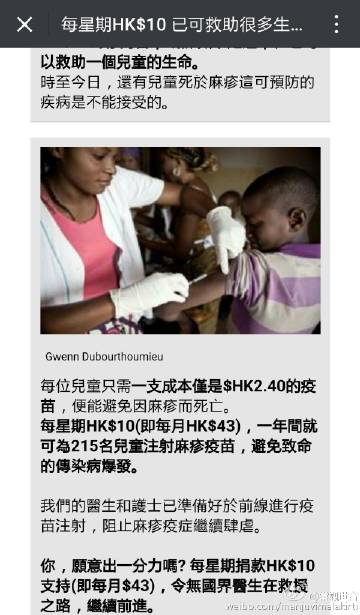 每星期HK$10 已可救助很多生...
以救助一個兒童的生命。
時至今日，還有兒童死於麻疹這可預防的
疾病是不能接受的。
Gwenn Dubourthoumieu
每位兒童只需一支成本僅是$HK2.40的疫
苗，便能避免因麻疹而死亡。
每星期HK$10(即每月HK$43)，一年間就
可為215名兒童注射麻疹疫苗，避免致命
的傳染病爆發。
我們的醫生和護士已準備好於前線進行疫
苗注射，阻止麻疹疫症繼續肆虐。
你，願意出一分力嗎? 每星期捐款HK$10
支持(即每月$43)，令無國界醫生在救援
之路，繼續前進。